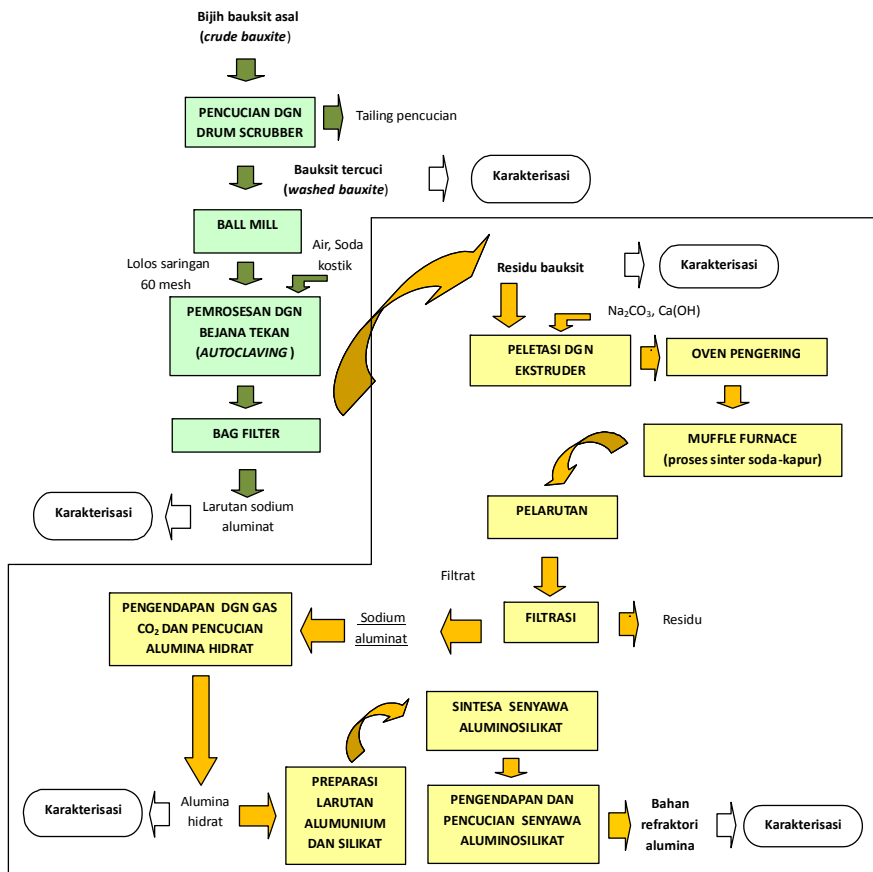 Bijih bauksit asal
(crude bauxite)
PENCUCIAN DGN
DRUM SCRUBBER
Tailing pencucian
Bauksit tercuci
(washed bauxite)
Karakterisasi
BALL MILL
Air, Soda
kostik
Lolos saringan
60 mesh
PEMROSESAN DGN
BEJANA TEKAN
(AUTOCLAVING )
BAG FILTER
Karakterisasi
Larutan sodium
aluminat
Residu bauksit
Karakterisasi
Na₂CO₃, Ca(OH)
PELETASI DGN
EKSTRUDER
OVEN PENGERING
MUFFLE FURNACE
(proses sinter soda-kapur)
PELARUTAN
Filtrat
FILTRASI
Residu
Sodium
aluminat
PENGENDAPAN DGN GAS
CO₂ DAN PENCUCIAN
ALUMINA HIDRAT
Karakterisasi
Alumina
hidrat
PREPARASI
LARUTAN
ALUMUNIUM
DAN SILIKAT
SINTESA SENYAWA
ALUMINOSILIKAT
PENGENDAPAN DAN
PENCUCIAN SENYAWA
ALUMINOSILIKAT
Bahan
refraktori
alumina
Karakterisasi